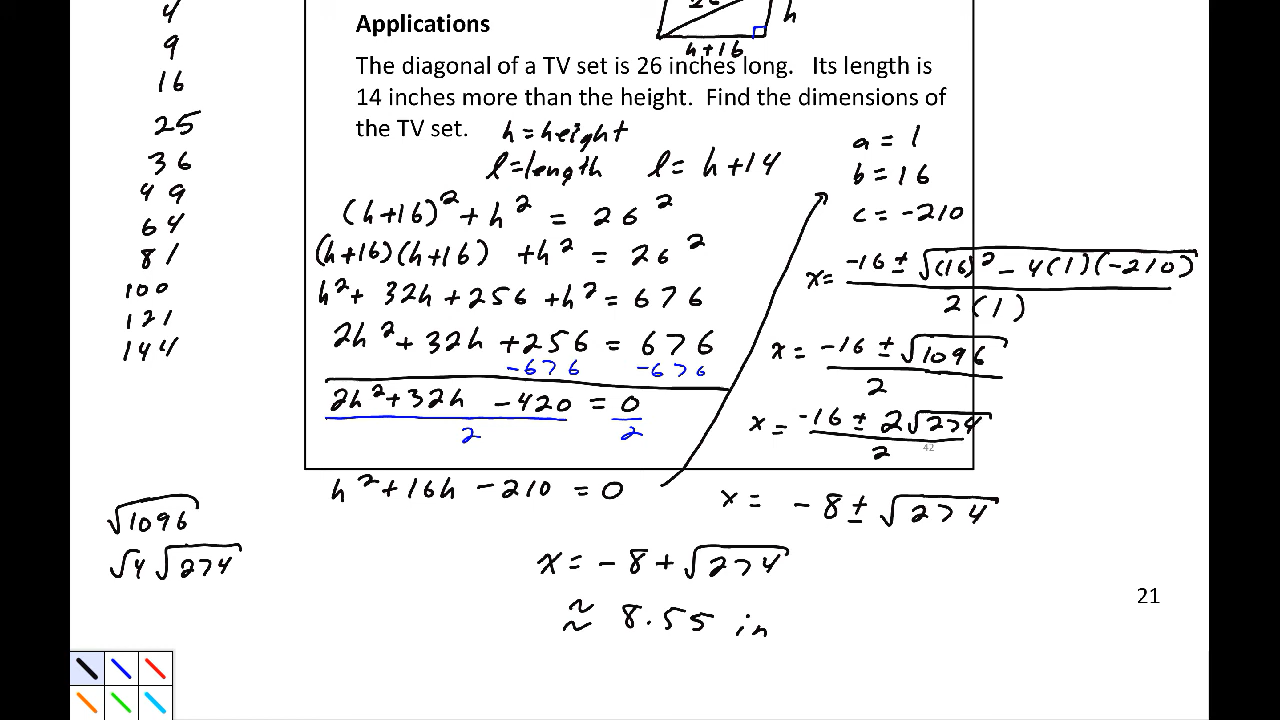 4
9
16
25
36
49
64
81
100
121
144
√1096
√4 √274
Applications
26
h
h+16
The diagonal of a TV set is 26 inches long. Its length is
14 inches more than the height. Find the dimensions of
the TV set. h = height
l = length l = h + 14
(h+16)² + h² = 26²
(h+16)(h+16) + h² = 26²
h² + 32h + 256 + h² = 676
2h² + 32h + 256 = 676
-676 -676
2h² + 32h - 420 = 0
2 2
h² + 16h - 210 = 0
a = 1
b = 16
c = -210
x = -16 ± √(16)² - 4(1)(-210)
2(1)
x = -16 ± √1096
2
x = -16 ± 2√274
2
42
x = -8 ± √274
x = -8 + √274
≈ 8.55 in
21